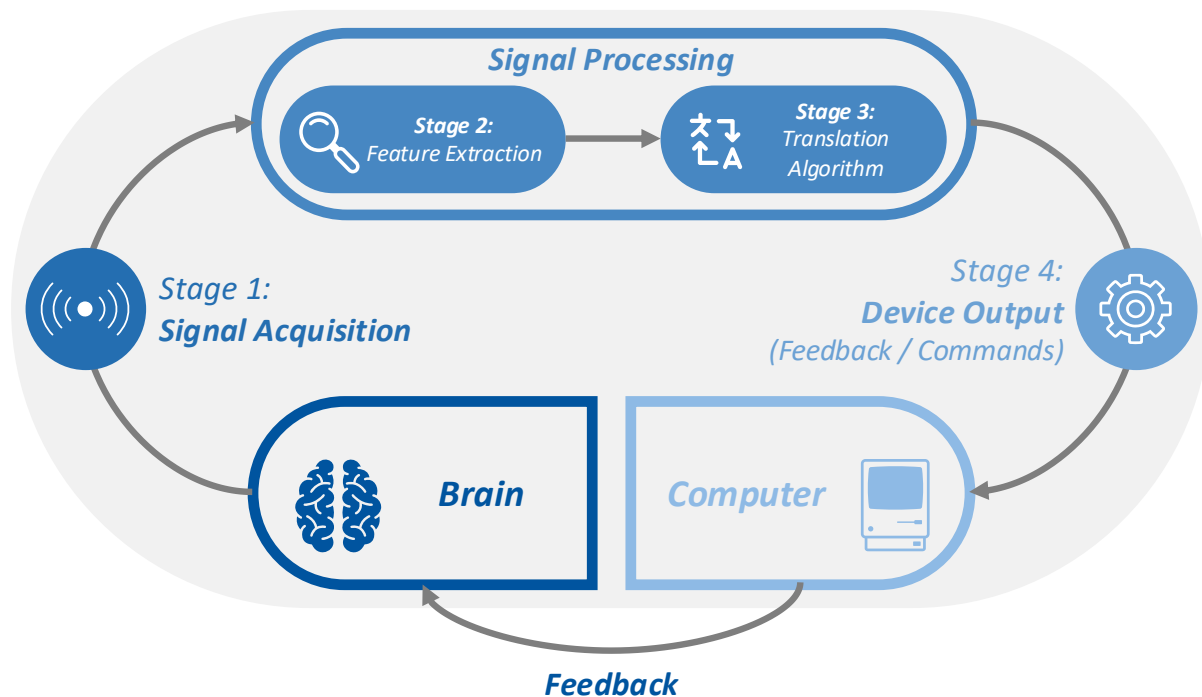 Signal Processing
Stage 2:
Feature Extraction
文
A
Stage 3:
Translation
Algorithm
Stage 1:
Signal Acquisition
Stage 4:
Device Output
(Feedback / Commands)
Brain
Computer
Feedback